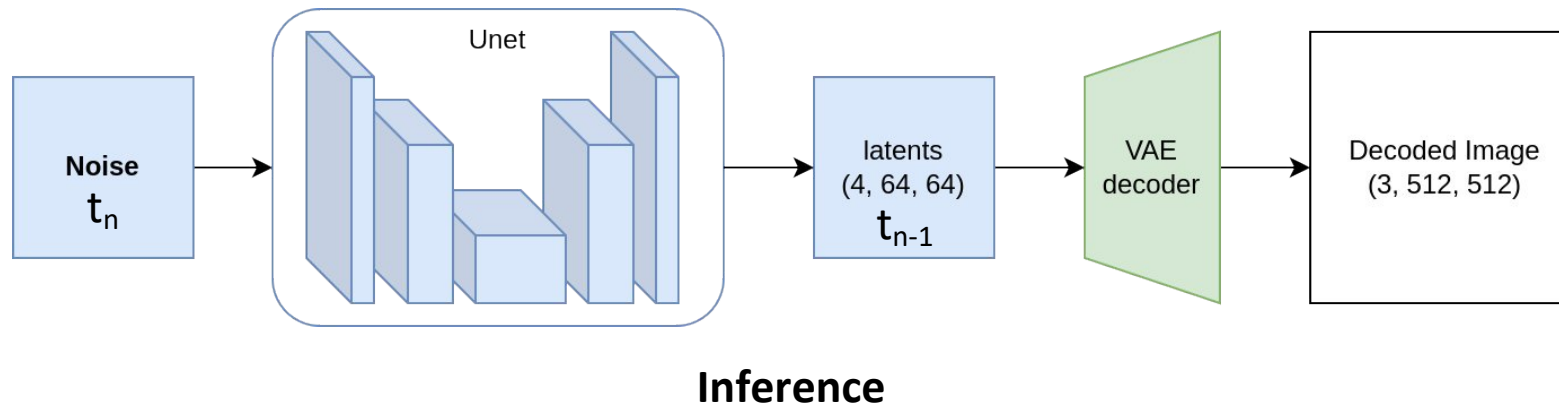 Unet
Noise
tn
latents
(4, 64, 64)
tn-1
VAE
decoder
Decoded Image
(3, 512, 512)
Inference